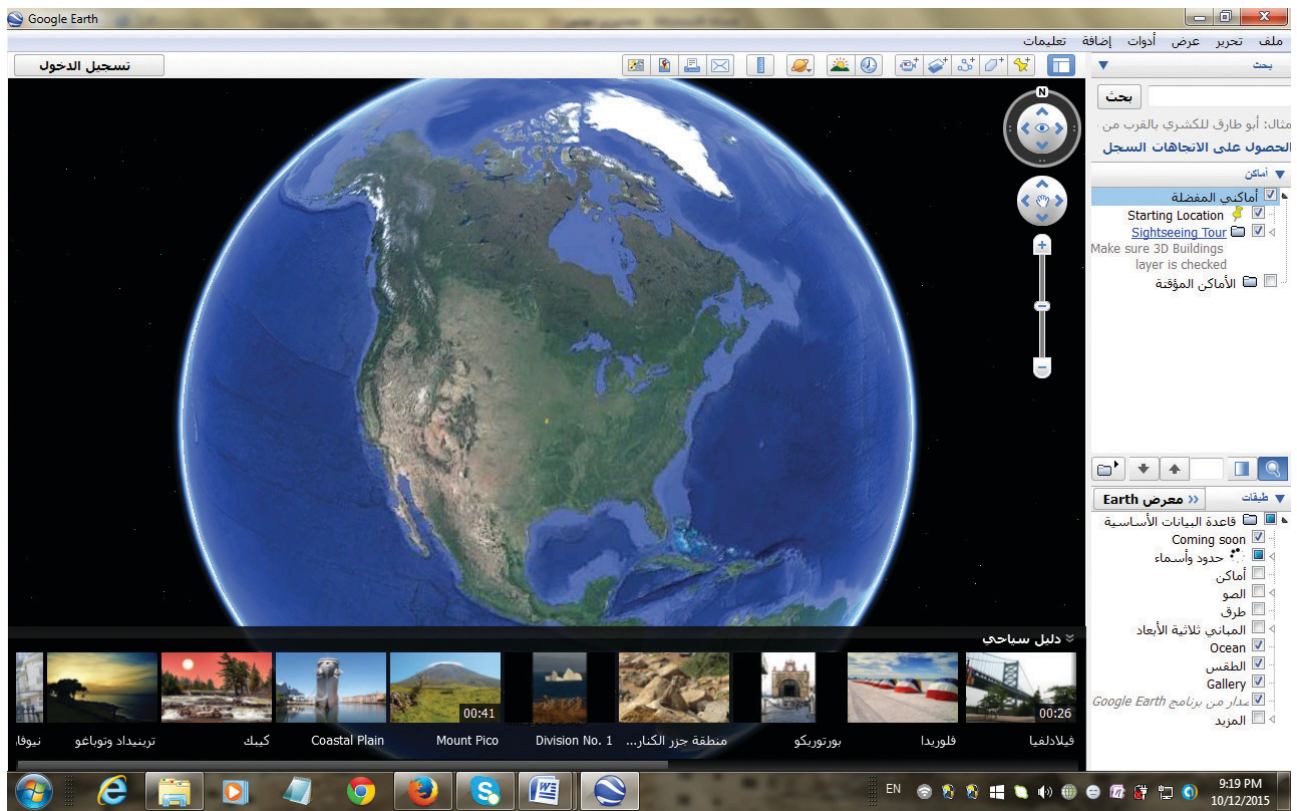 Google Earth
ملف تحرير عرض أدوات إضافة تعليمات
بحث
تسجيل الدخول
بحث
مثال: أبو طارق للكشري بالقرب من
الحصول على الاتجاهات السجل
أماكن
أماكني المفضلة
Starting Location
Sightseeing Tour
Make sure 3D Buildings
layer is checked
الأماكن المؤقتة
N
طبقات
معرض Earth
قاعدة البيانات الأساسية
Coming soon
حدود وأسماء
أماكن
الصو
طرق
المباني ثلاثية الأبعاد
Ocean
الطقس
Gallery
مدار من برنامج Google Earth
المزيد
دليل سياحي
00:26
00:41
فيلادلفيا
فلوريدا
بورتوريكو
منطقة جزر الكنار...
Division No. 1
Mount Pico
Coastal Plain
كيبك
ترينيداد وتوباغو
نيوفا
EN
9:19 PM
10/12/2015